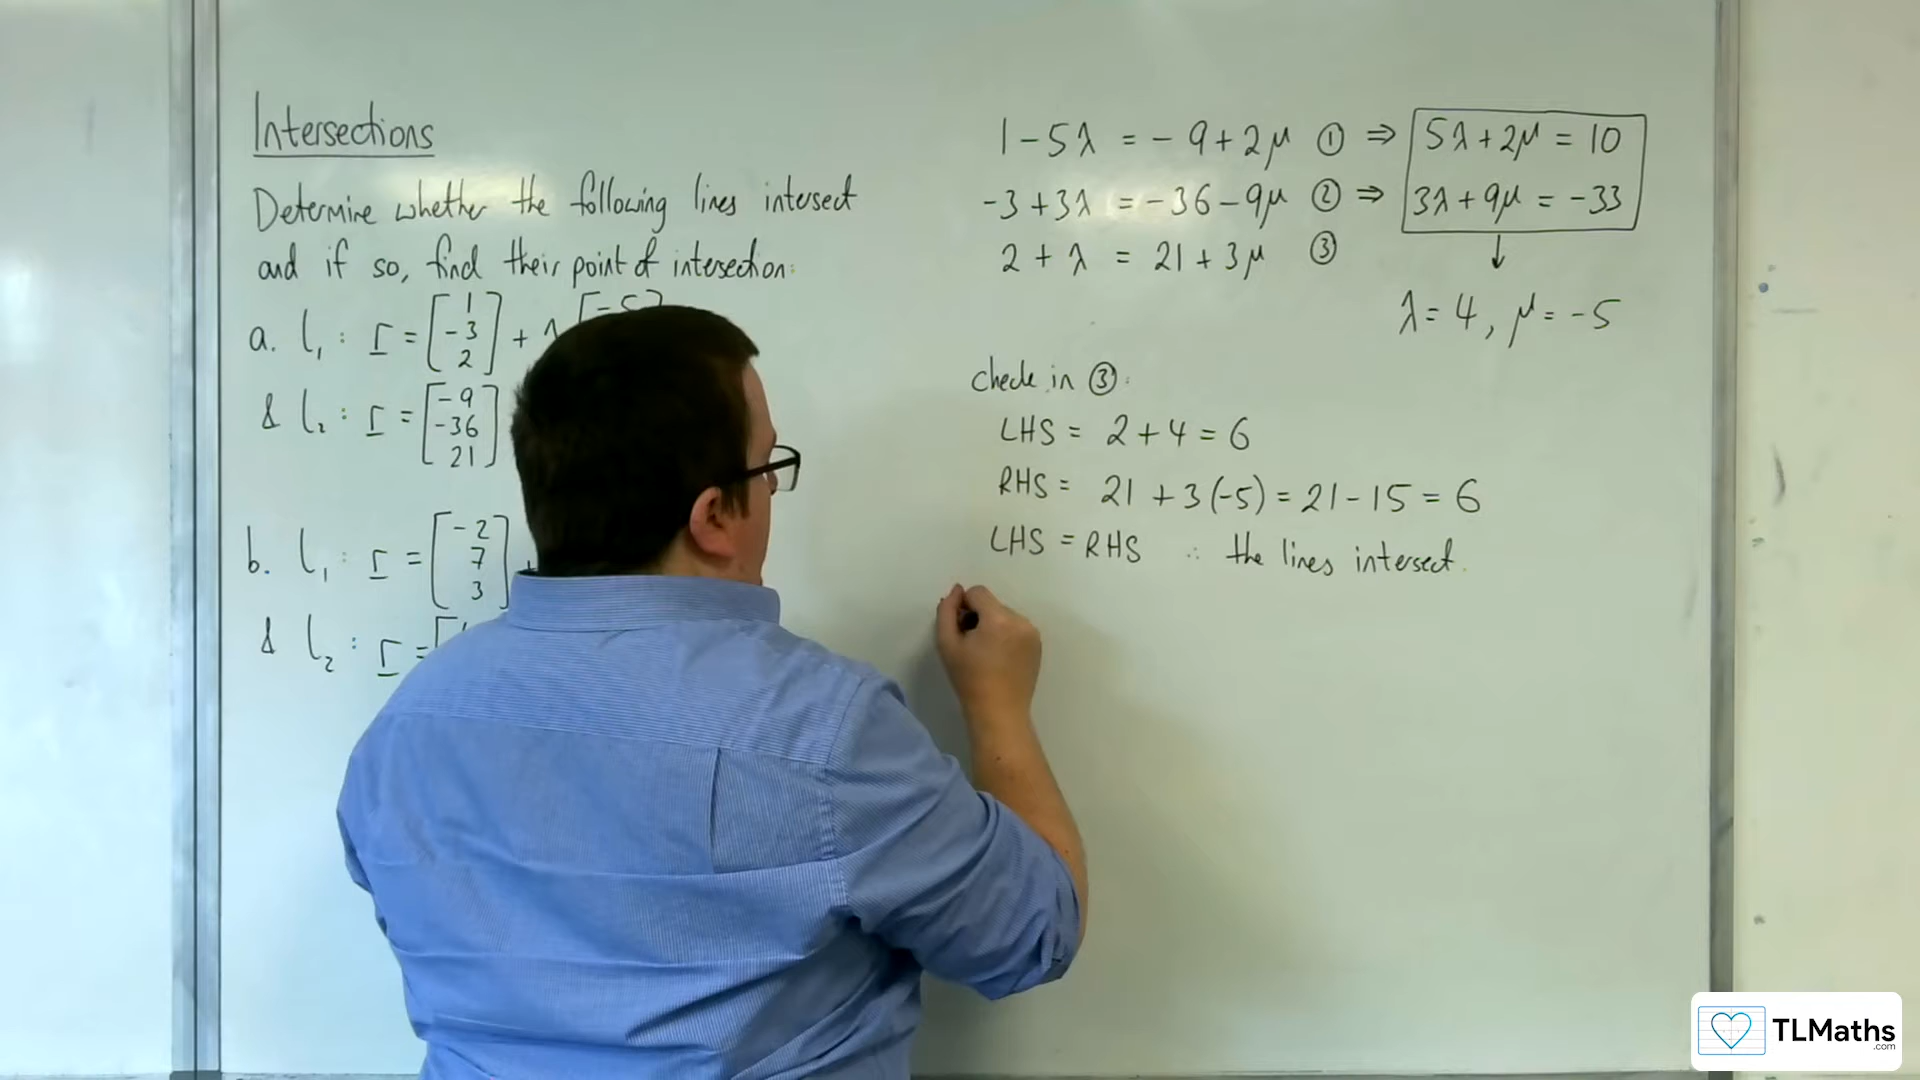 Intersections
Determine whether the following lines intersect
and if so, find their point of intersection:
a. l₁ : r = [1 -3 2] + λ [-5
& l₂ : r = [-9 -36 21]
b. l₁ : r = [-2 7 3] +
& l₂ : r = [
1 - 5λ = -9 + 2μ ① ⇒ 5λ + 2μ = 10
-3 + 3λ = -36 - 9μ ② ⇒ 3λ + 9μ = -33
2 + λ = 21 + 3μ ③ ↓
λ = 4, μ = -5
Check in ③:
LHS = 2 + 4 = 6
RHS = 21 + 3(-5) = 21 - 15 = 6
LHS = RHS ∴ the lines intersect.
TLMaths
.com